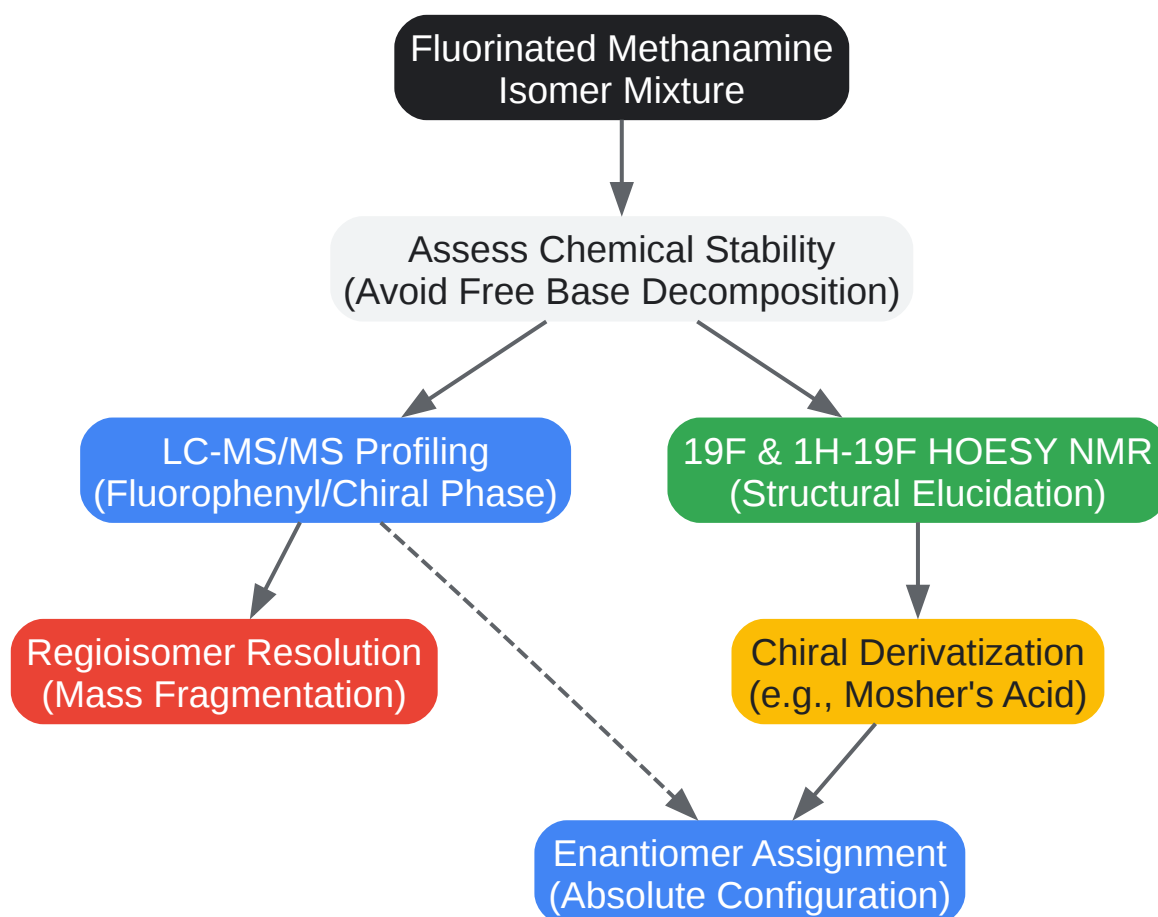 Fluorinated Methanamine
Isomer Mixture
Assess Chemical Stability
(Avoid Free Base Decomposition)
LC-MS/MS Profiling
(Fluorophenyl/Chiral Phase)
19F & 1H-19F HOESY NMR
(Structural Elucidation)
Regioisomer Resolution
(Mass Fragmentation)
Chiral Derivatization
(e.g., Mosher's Acid)
Enantiomer Assignment
(Absolute Configuration)